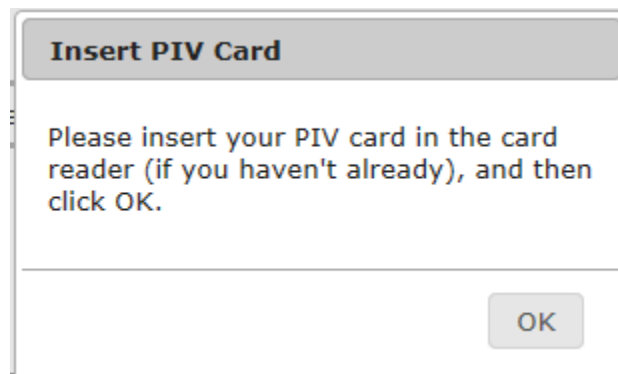 Insert PIV Card
Please insert your PIV card in the card
reader (if you haven't already), and then
click OK.
OK